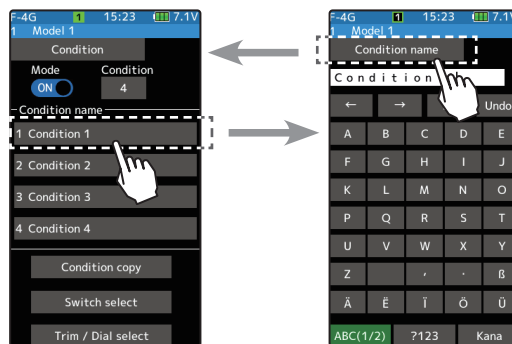 F-4G 1 15:23 7.1V
1 Model 1
Condition
Mode Condition
ON 4
Condition name
1 Condition 1
2 Condition 2
3 Condition 3
4 Condition 4
Condition copy
Switch select
Trim / Dial select
F-4G 1 15:23 7.1V
1 Model 1
Condition name
Condition
← → Undo
A B C D E
F G H I J
K L M N O
P Q R S T
U V W X Y
Z ‚ · ß
Ä Ë Ï Ö Ü
ABC(1/2) ?123 Kana